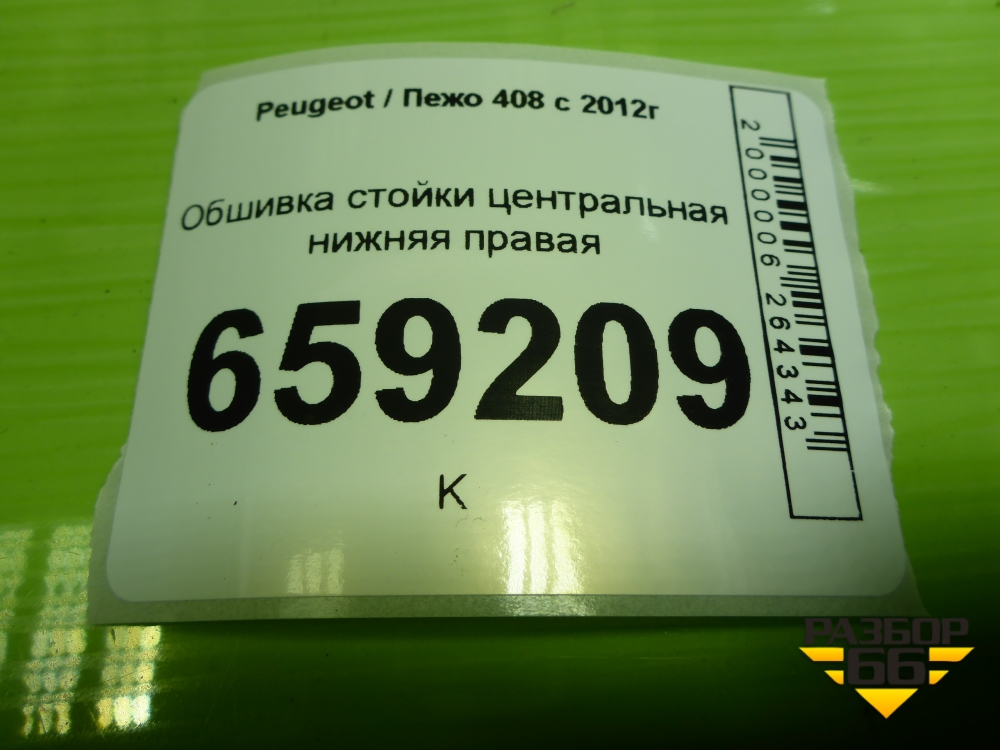 Peugeot / Пежо 408 с 2012г
Обшивка стойки центральная
нижняя правая
659209
К
2000006264343
РАЗБОР
66